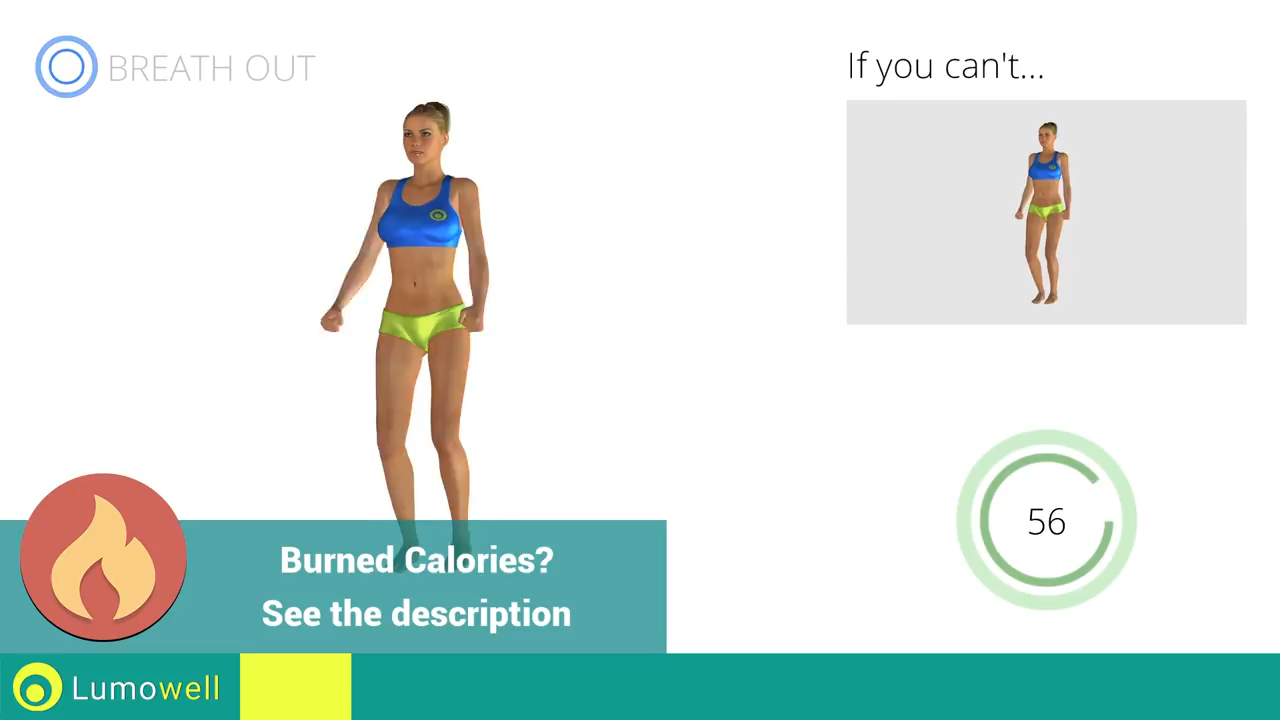 BREATH OUT
If you can't...
56
Burned Calories?
See the description
Lumowell